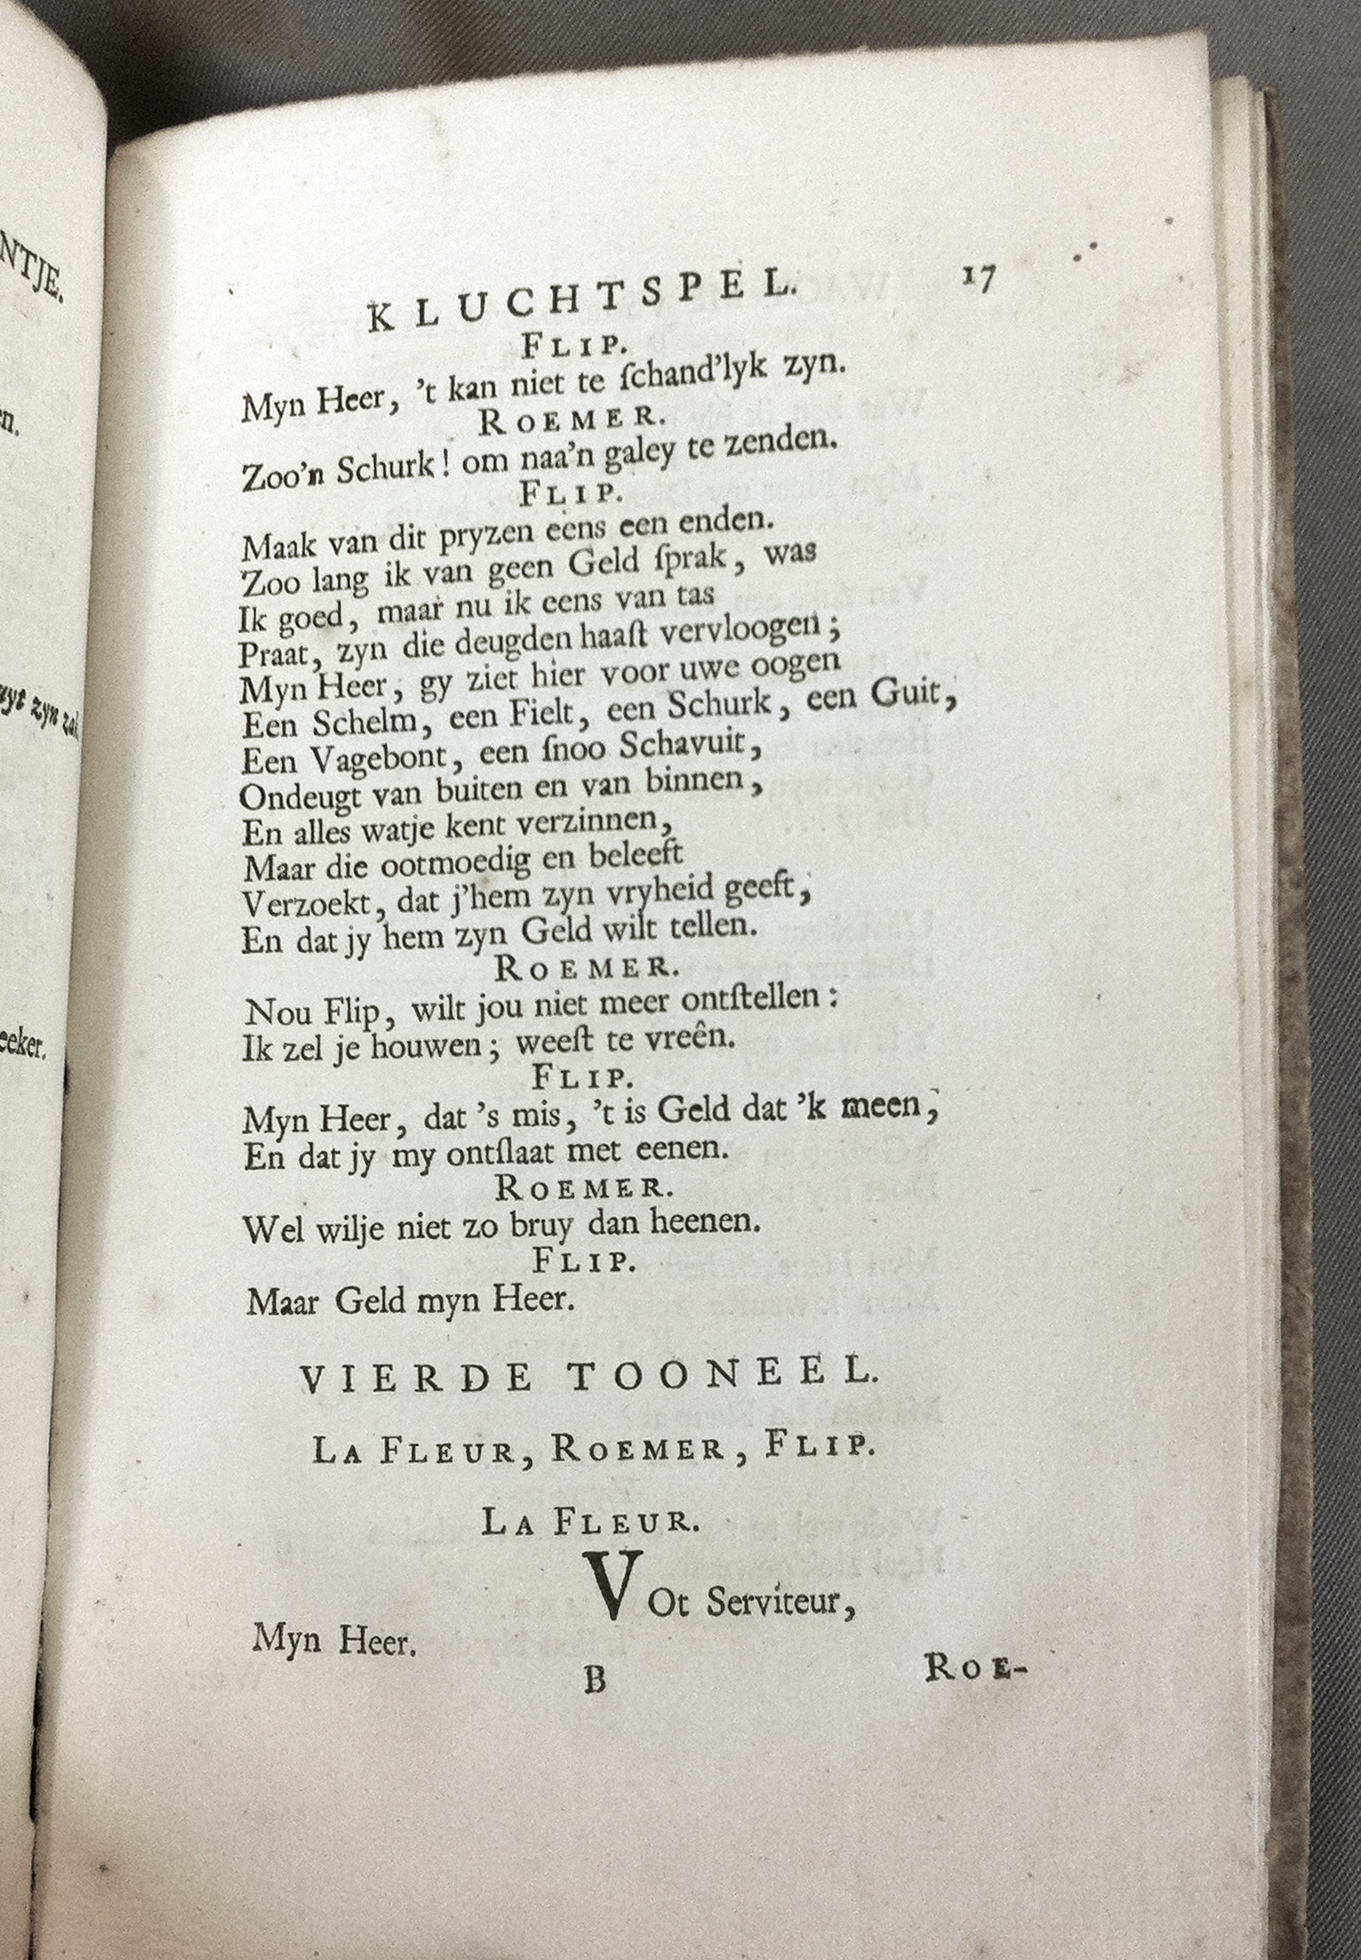 NTJE.
en.
zyt zyn zak
eeker.
KLUCHTSPEL. 17
FLIP.
Myn Heer, 't kan niet te ſchand'lyk zyn.
ROEMER.
Zoo'n Schurk! om naa'n galey te zenden.
FLIP.
Maak van dit pryzen eens een enden.
Zoo lang ik van geen Geld ſprak, was
Ik goed, maar nu ik eens van tas
Praat, zyn die deugden haaſt vervloogen;
Myn Heer, gy ziet hier voor uwe oogen
Een Schelm, een Fielt, een Schurk, een Guit,
Een Vagebont, een ſnoo Schavuit,
Ondeugt van buiten en van binnen,
En alles watje kent verzinnen,
Maar die ootmoedig en beleeft
Verzoekt, dat j'hem zyn vryheid geeft,
En dat jy hem zyn Geld wilt tellen.
ROEMER.
Nou Flip, wilt jou niet meer ontſtellen:
Ik zel je houwen; weeſt te vreên.
FLIP.
Myn Heer, dat 's mis, 't is Geld dat 'k meen,
En dat jy my ontſlaat met eenen.
ROEMER.
Wel wilje niet zo bruy dan heenen.
FLIP.
Maar Geld myn Heer.
VIERDE TOONEEL.
LA FLEUR, ROEMER, FLIP.
LA FLEUR.
VOt Serviteur,
Myn Heer.
B ROE-